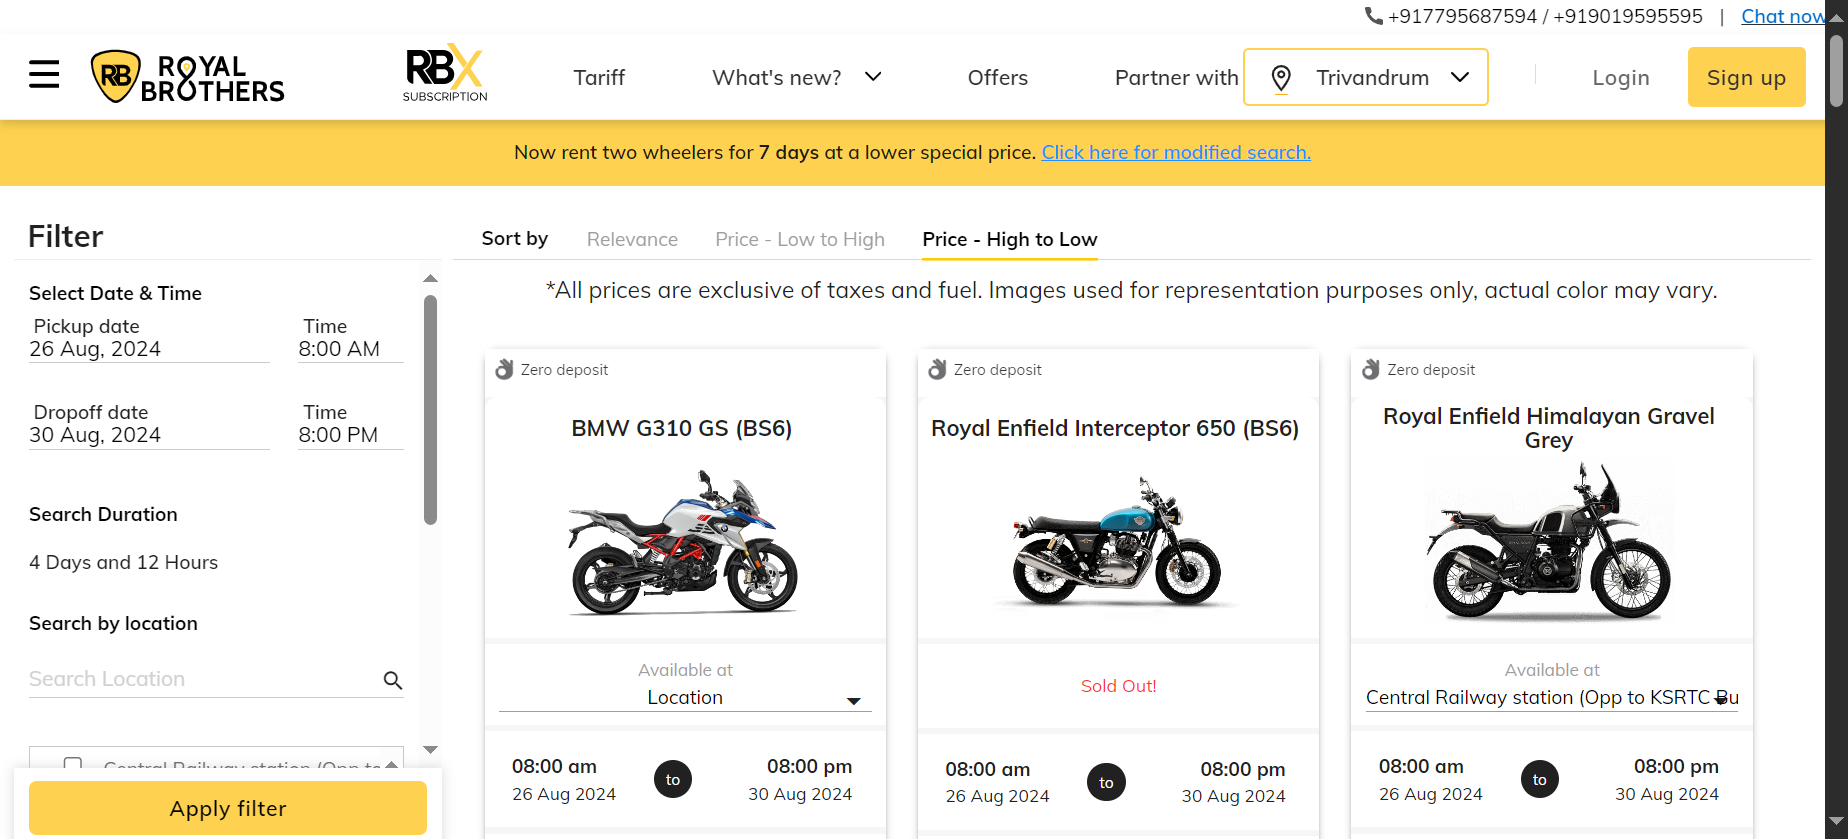 +917795687594 / +919019595595 | Chat now
RB ROYAL BROTHERS
RBX SUBSCRIPTION
Tariff
What's new?
Offers
Partner with
Trivandrum
Login
Sign up
Now rent two wheelers for 7 days at a lower special price. Click here for modified search.
Filter
Select Date & Time
Pickup date Time
26 Aug, 2024 8:00 AM
Dropoff date Time
30 Aug, 2024 8:00 PM
Search Duration
4 Days and 12 Hours
Search by location
Search Location
Central Railway station (Opp to
Apply filter
Sort by Relevance Price - Low to High Price - High to Low
*All prices are exclusive of taxes and fuel. Images used for representation purposes only, actual color may vary.
Zero deposit
BMW G310 GS (BS6)
Available at
Location
08:00 am to 08:00 pm
26 Aug 2024 30 Aug 2024
Zero deposit
Royal Enfield Interceptor 650 (BS6)
Sold Out!
08:00 am to 08:00 pm
26 Aug 2024 30 Aug 2024
Zero deposit
Royal Enfield Himalayan Gravel
Grey
Available at
Central Railway station (Opp to KSRTC Bu
08:00 am to 08:00 pm
26 Aug 2024 30 Aug 2024